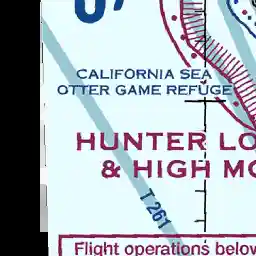 CALIFORNIA SEA
OTTER GAME REFUGE
HUNTER LO
& HIGH MO
T 261
Flight operations below